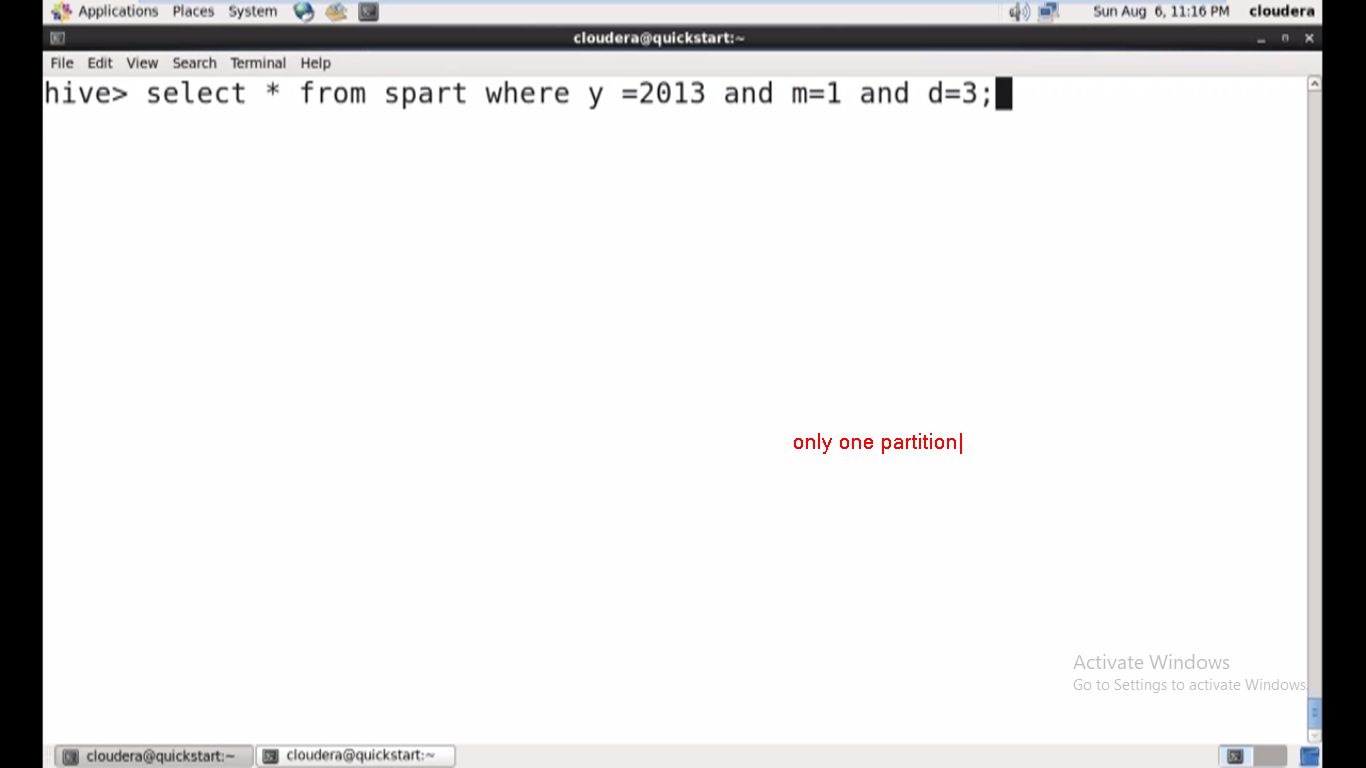 Applications Places System Sun Aug 6, 11:16 PM cloudera
cloudera@quickstart:~
File Edit View Search Terminal Help
hive> select * from spart where y =2013 and m=1 and d=3;
only one partition
Activate Windows
Go to Settings to activate Windows.
cloudera@quickstart:~ cloudera@quickstart:~